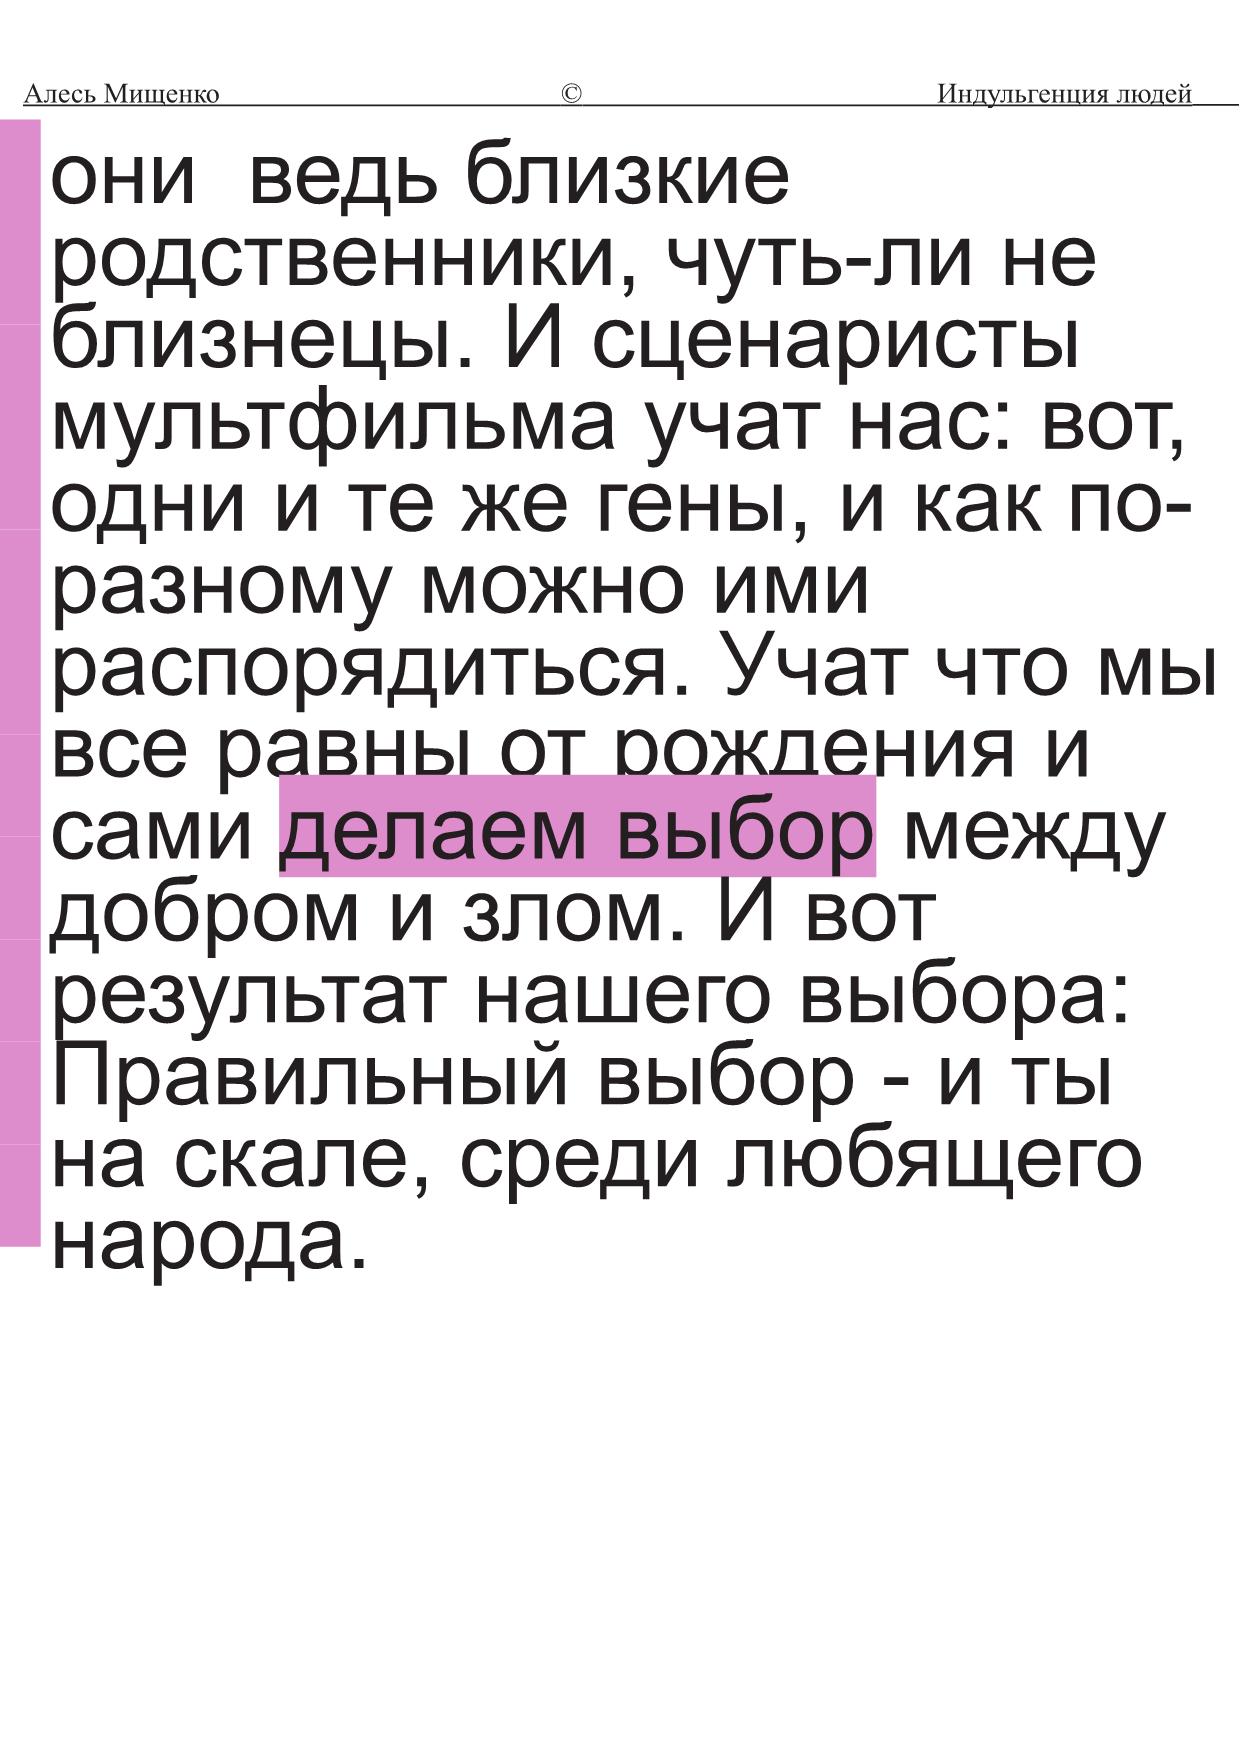 Алесь Мищенко © Индульгенция людей
они  ведь близкие
родственники, чуть-ли не
близнецы. И сценаристы
мультфильма учат нас: вот,
одни и те же гены, и как по-
разному можно ими
распорядиться. Учат что мы
все равны от рождения и
сами делаем выбор между
добром и злом. И вот
результат нашего выбора:
Правильный выбор - и ты
на скале, среди любящего
народа.